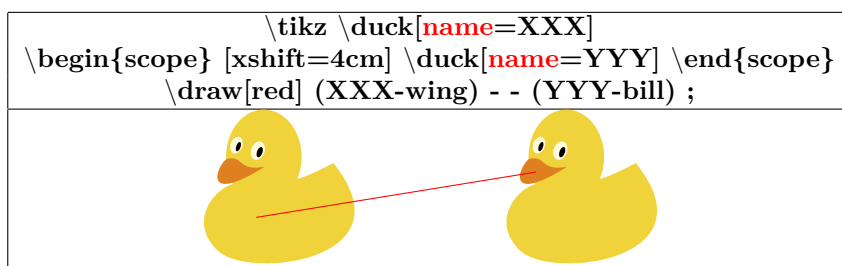 \tikz \duck[name=XXX]
\begin{scope} [xshift=4cm] \duck[name=YYY] \end{scope}
\draw[red] (XXX-wing) - - (YYY-bill) ;